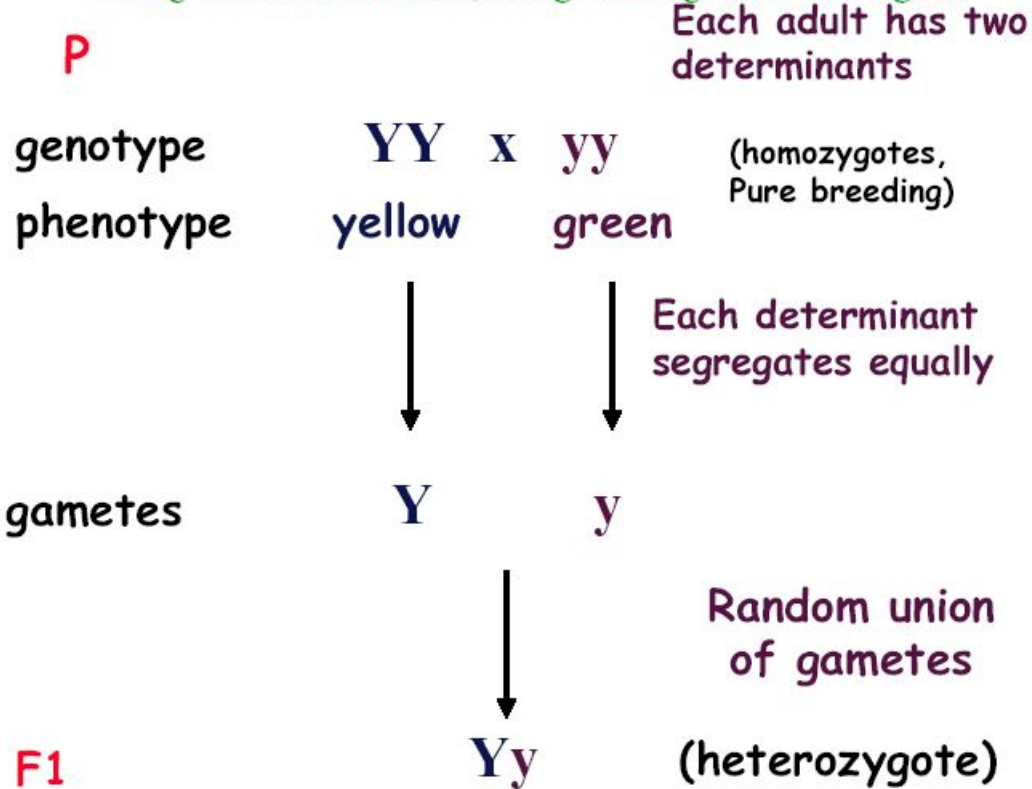 Each adult has two
determinants
P
genotype YY x yy (homozygotes,
Pure breeding)
phenotype yellow green
Each determinant
segregates equally
gametes Y y
Random union
of gametes
F1 Yy (heterozygote)